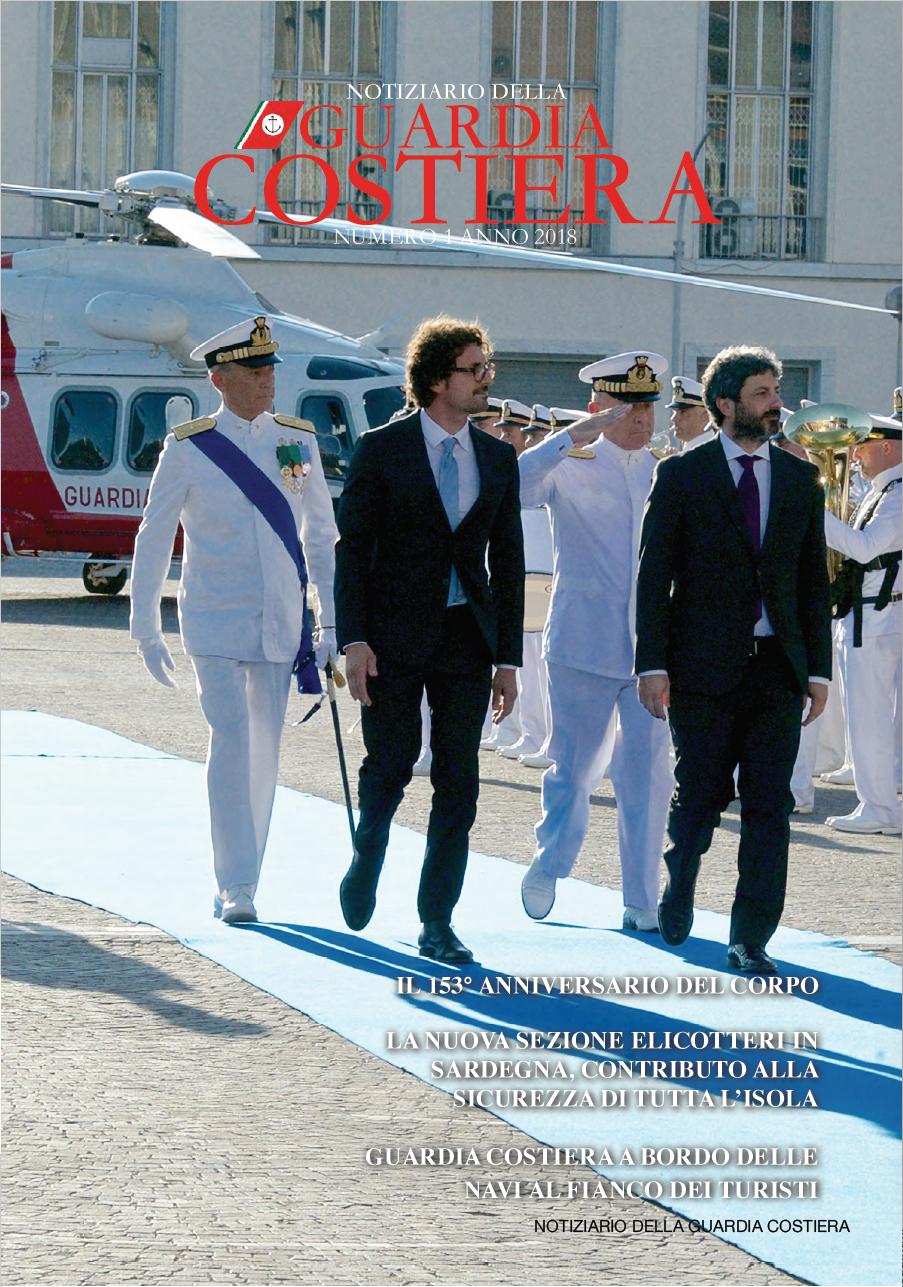 NOTIZIARIO DELLA
GUARDIA
COSTIERA
NUMERO 1 ANNO 2018
GUARDIA
IL 153° ANNIVERSARIO DEL CORPO
LA NUOVA SEZIONE ELICOTTERI IN
SARDEGNA, CONTRIBUTO ALLA
SICUREZZA DI TUTTA L'ISOLA
GUARDIA COSTIERA A BORDO DELLE
NAVI AL FIANCO DEI TURISTI
NOTIZIARIO DELLA GUARDIA COSTIERA